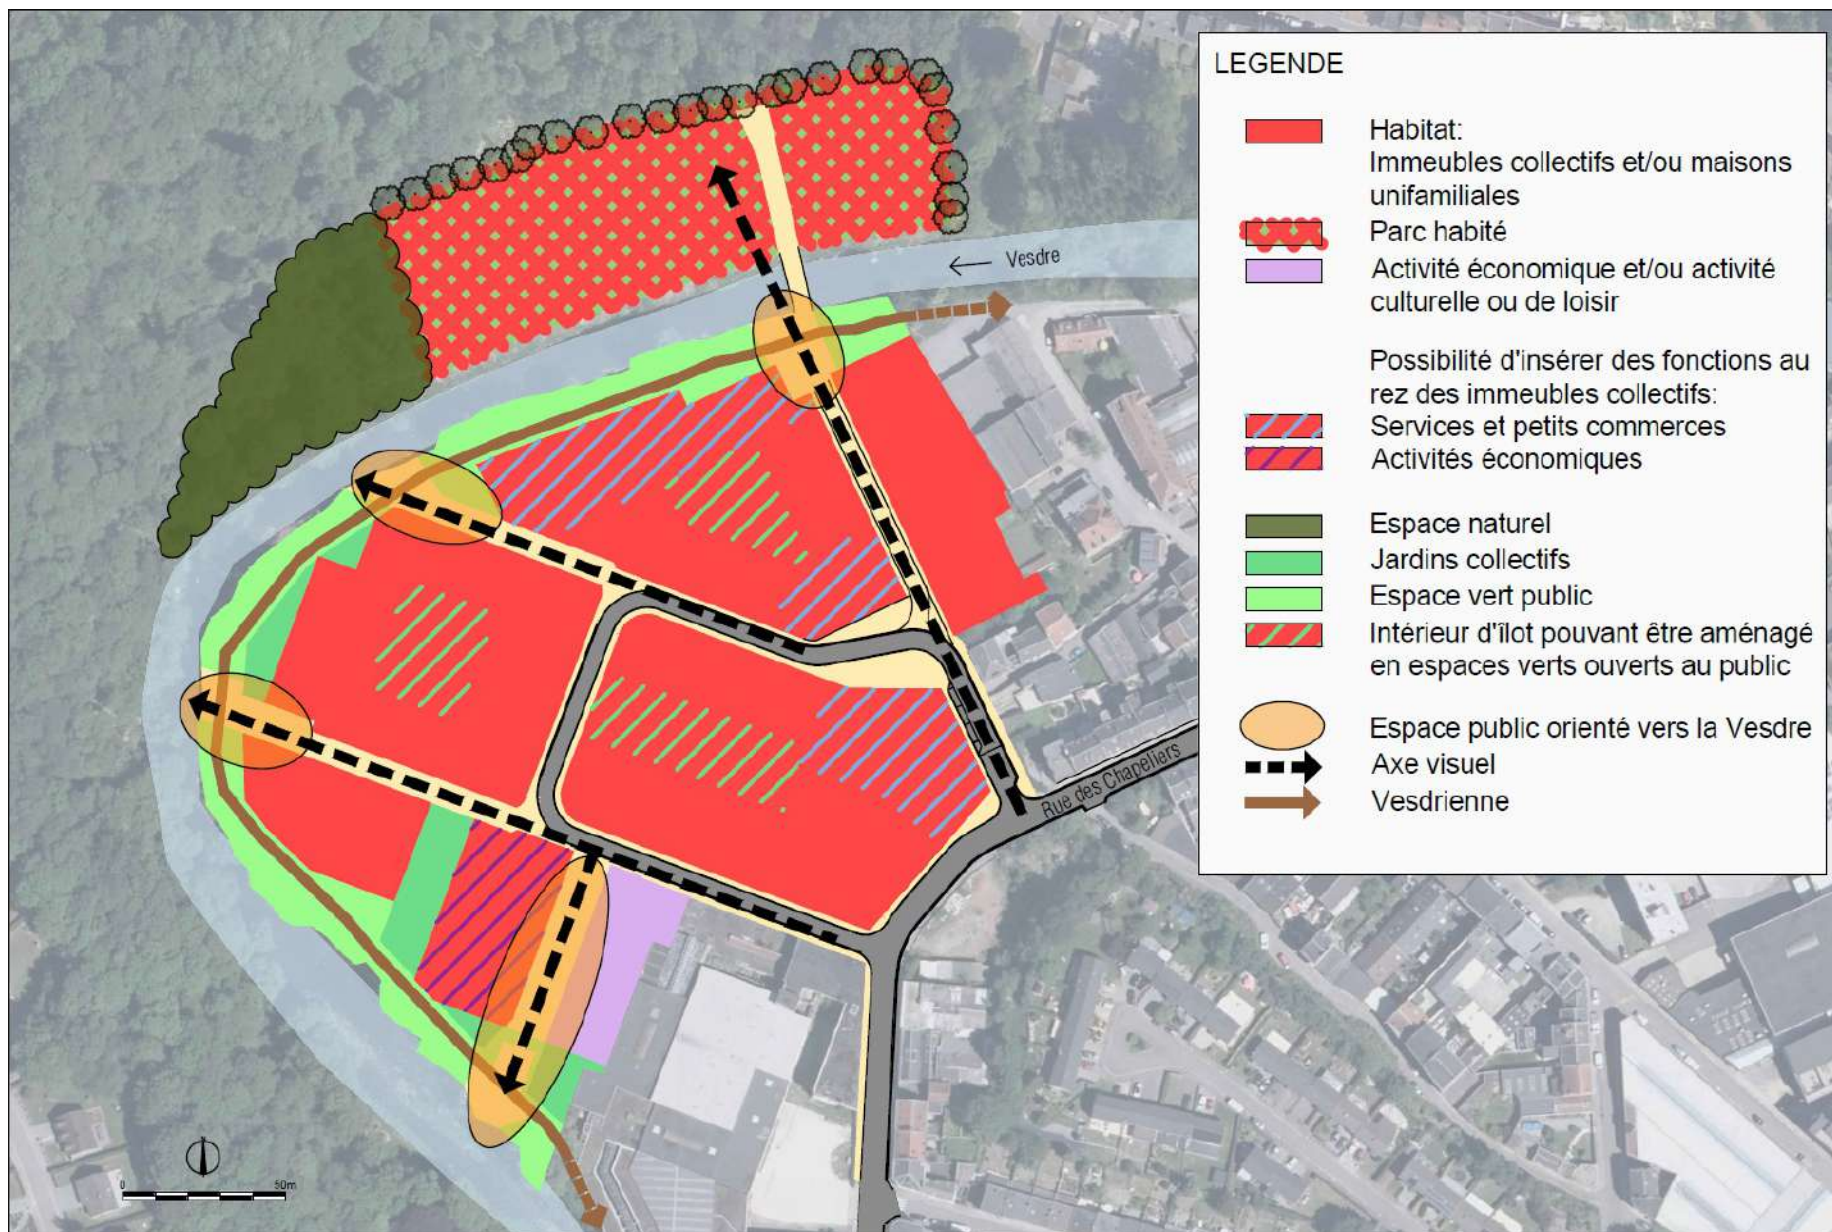 LEGENDE
Habitat:
Immeubles collectifs et/ou maisons
unifamiliales
Parc habité
Activité économique et/ou activité
culturelle ou de loisir
Possibilité d'insérer des fonctions au
rez des immeubles collectifs:
Services et petits commerces
Activités économiques
Espace naturel
Jardins collectifs
Espace vert public
Intérieur d'îlot pouvant être aménagé
en espaces verts ouverts au public
Espace public orienté vers la Vesdre
Axe visuel
Vesdrienne
Vesdre
Rue des Chapeliers
0 50m